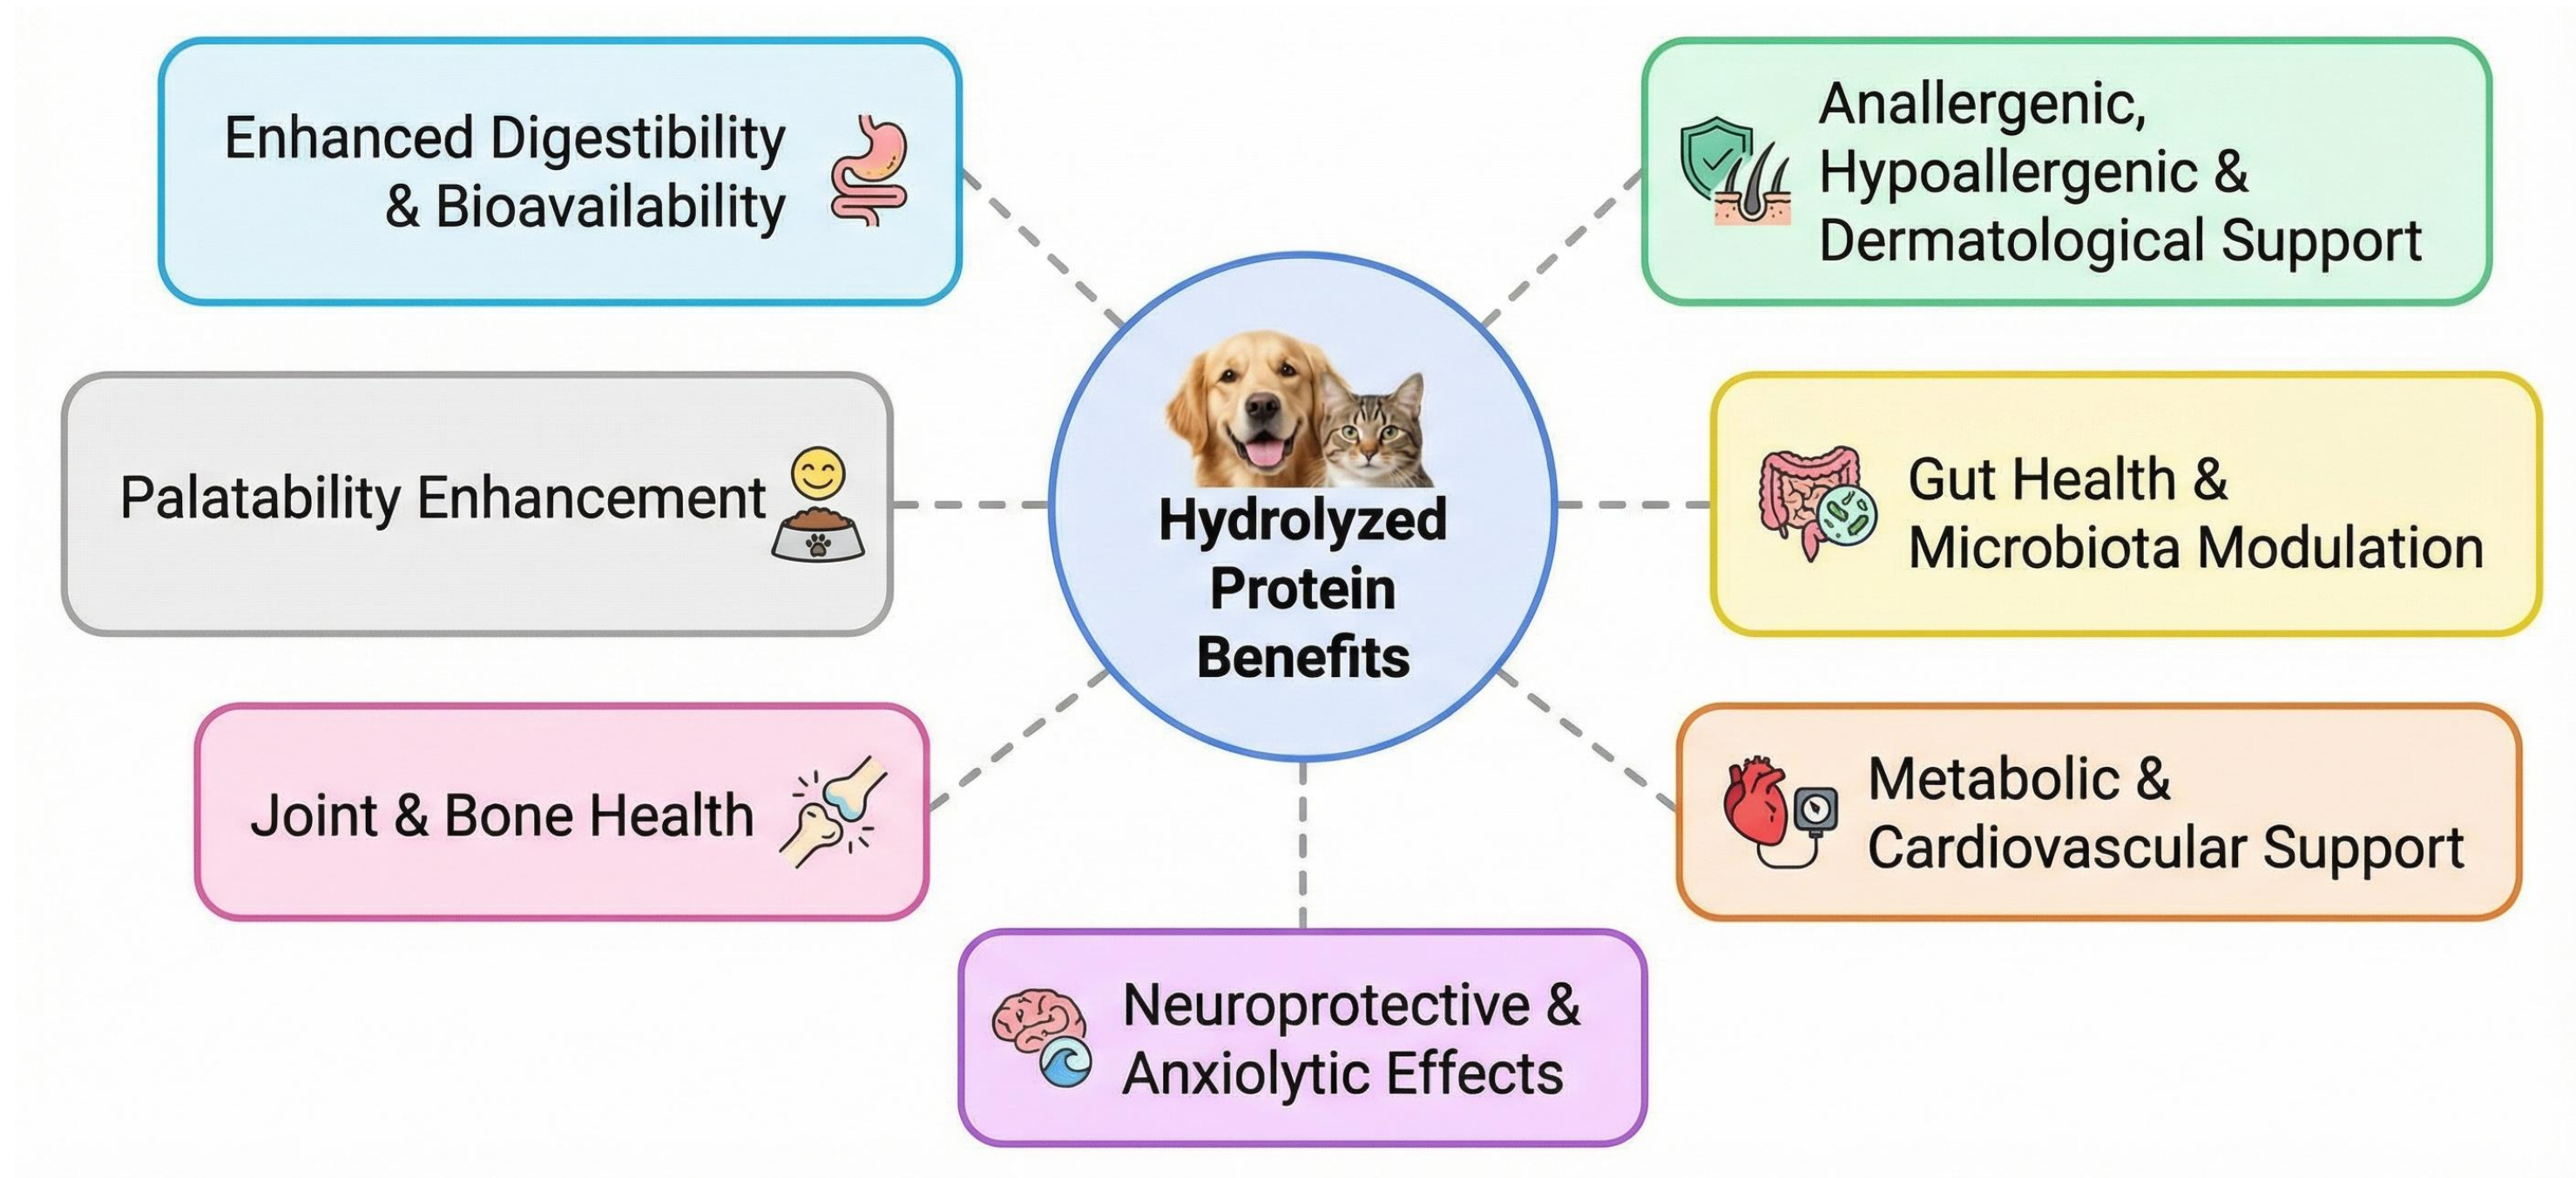 Enhanced Digestibility
& Bioavailability
Anallergenic,
Hypoallergenic &
Dermatological Support
Palatability Enhancement
Hydrolyzed
Protein
Benefits
Gut Health &
Microbiota Modulation
Joint & Bone Health
Metabolic &
Cardiovascular Support
Neuroprotective &
Anxiolytic Effects